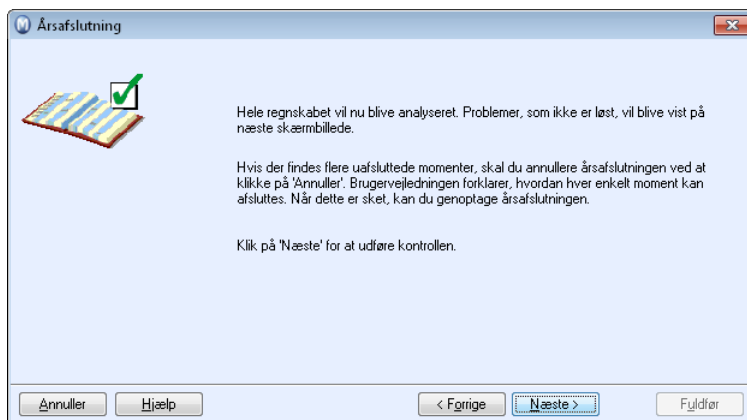 Årsafslutning
Hele regnskabet vil nu blive analyseret. Problemer, som ikke er løst, vil blive vist på
næste skærmbillede.
Hvis der findes flere uafsluttede momenter, skal du annullere årsafslutningen ved at
klikke på 'Annuller'. Brugervejledningen forklarer, hvordan hver enkelt moment kan
afsluttes. Når dette er sket, kan du genoptage årsafslutningen.
Klik på 'Næste' for at udføre kontrollen.
Annuller Hjælp < Forrige Næste > Fuldfør